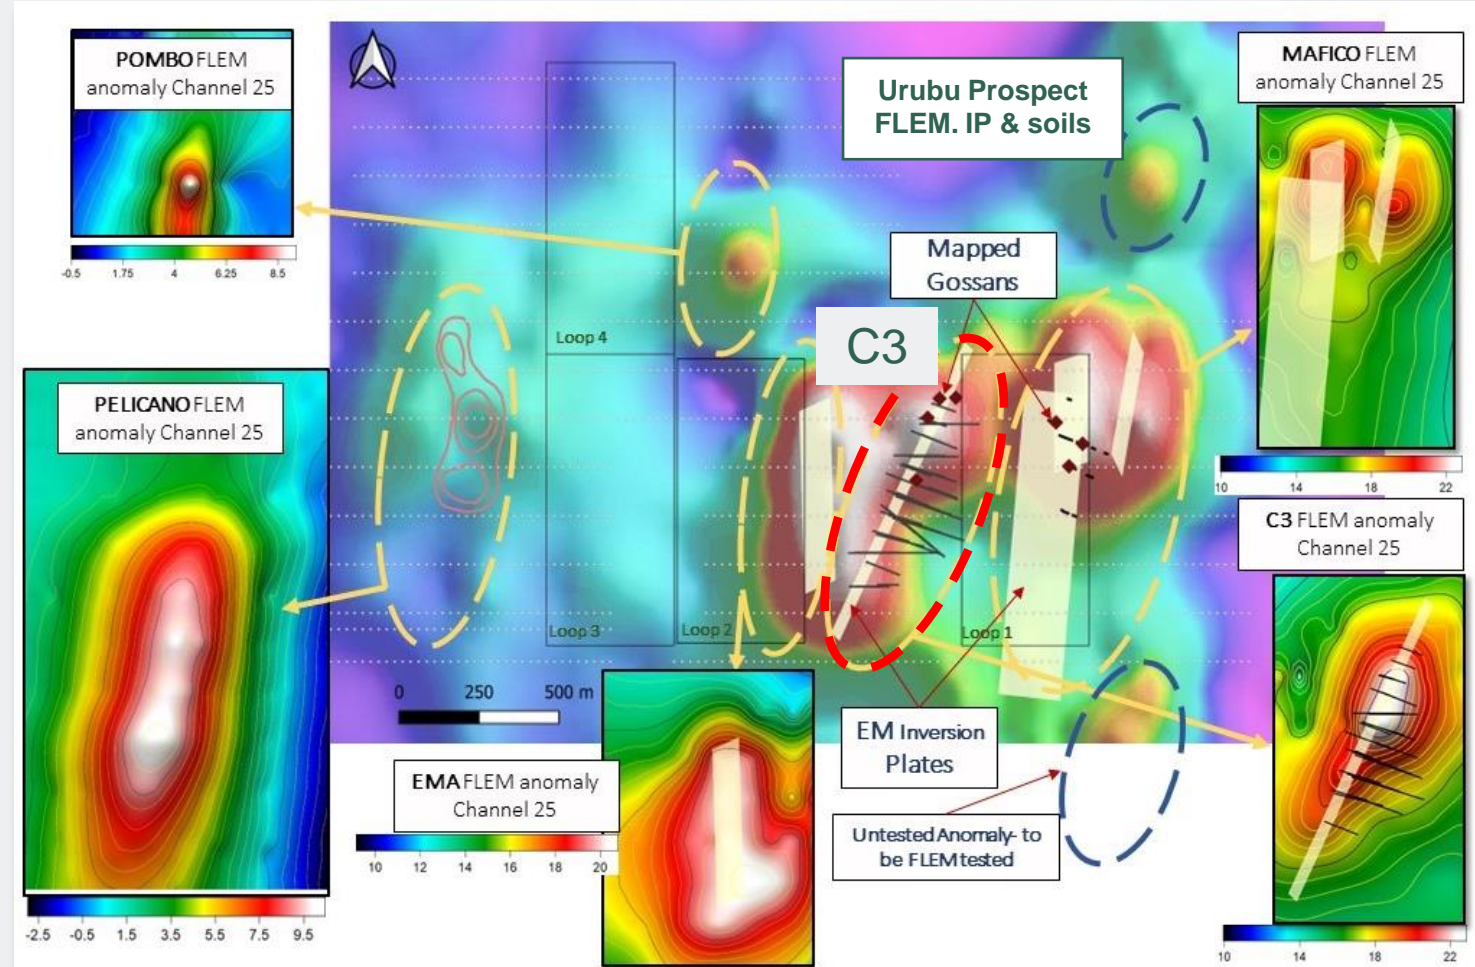 POMBO FLEM
anomaly Channel 25
-0.5 1.75 4 6.25 8.5
Urubu Prospect
FLEM. IP & soils
MAFICO FLEM
anomaly Channel 25
10 14 18 22
Mapped
Gossans
C3
Loop 4
Loop 3
Loop 2
Loop 1
PELICANO FLEM
anomaly Channel 25
-2.5 -0.5 1.5 3.5 5.5 7.5 9.5
0 250 500 m
EMA FLEM anomaly
Channel 25
10 12 14 16 18 20
EM Inversion
Plates
Untested Anomaly- to
be FLEM tested
C3 FLEM anomaly
Channel 25
10 14 18 22